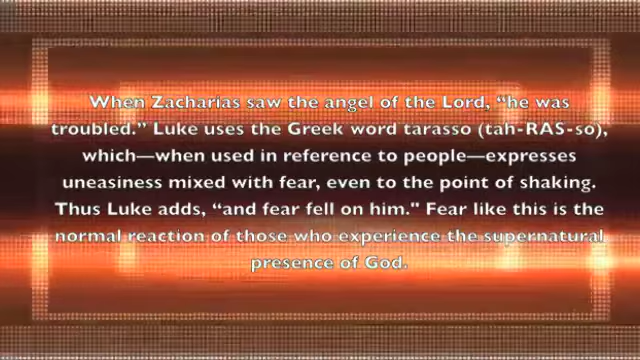 When Zacharias saw the angel of the Lord, “he was
troubled.” Luke uses the Greek word tarasso (tah-RAS-so),
which—when used in reference to people—expresses
uneasiness mixed with fear, even to the point of shaking.
Thus Luke adds, “and fear fell on him." Fear like this is the
normal reaction of those who experience the supernatural
presence of God.